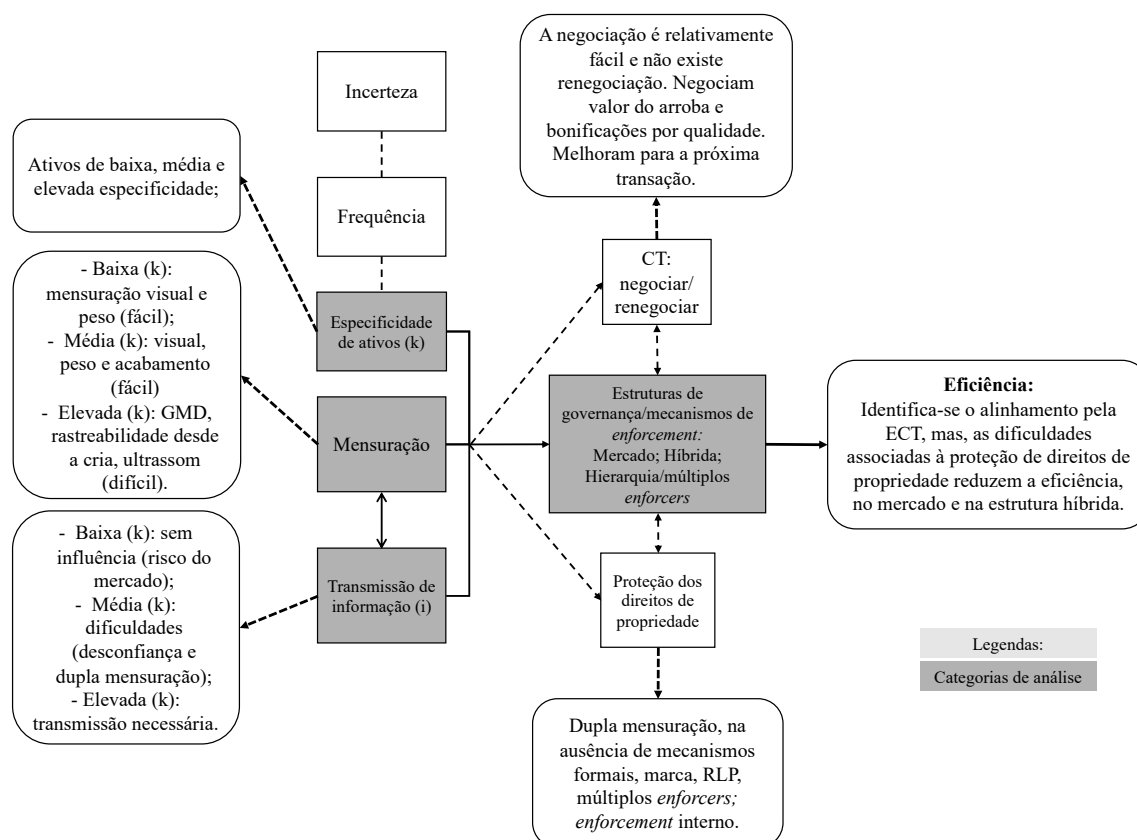 A negociação é relativamente
fácil e não existe
renegociação. Negociam
valor do arroba e
bonificações por qualidade.
Melhoram para a próxima
transação.
Incerteza
Ativos de baixa, média e
elevada especificidade;
Frequência
- Baixa (k):
mensuração visual e
peso (fácil);
- Média (k): visual,
peso e acabamento
(fácil)
- Elevada (k): GMD,
rastreabilidade desde
a cria, ultrassom
(difícil).
Especificidade
de ativos (k)
CT:
negociar/
renegociar
Mensuração
Estruturas de
governança/mecanismos de
enforcement:
Mercado; Híbrida;
Hierarquia/múltiplos
enforcers
Eficiência:
Identifica-se o alinhamento pela
ECT, mas, as dificuldades
associadas à proteção de direitos de
propriedade reduzem a eficiência,
no mercado e na estrutura híbrida.
- Baixa (k): sem
influência (risco do
mercado);
- Média (k):
dificuldades
(desconfiança e
dupla mensuração);
- Elevada (k):
transmissão necessária.
Transmissão de
informação (i)
Proteção dos
direitos de
propriedade
Legendas:
Categorias de análise
Dupla mensuração, na
ausência de mecanismos
formais, marca, RLP,
múltiplos enforcers;
enforcement interno.